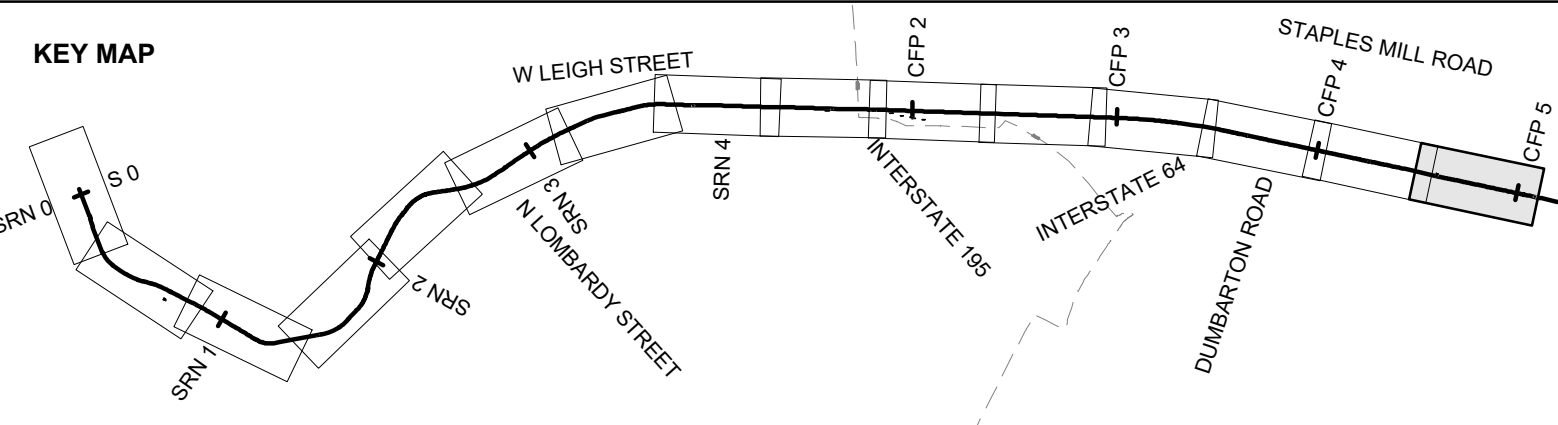 KEY MAP
W LEIGH STREET
CFP 2
CFP 3
STAPLES MILL ROAD
CFP 4
CFP 5
S 0
SRN 0
SRN 1
SRN 2
SRN 3
N LOMBARDY STREET
SRN 4
INTERSTATE 195
INTERSTATE 64
DUMBARTON ROAD